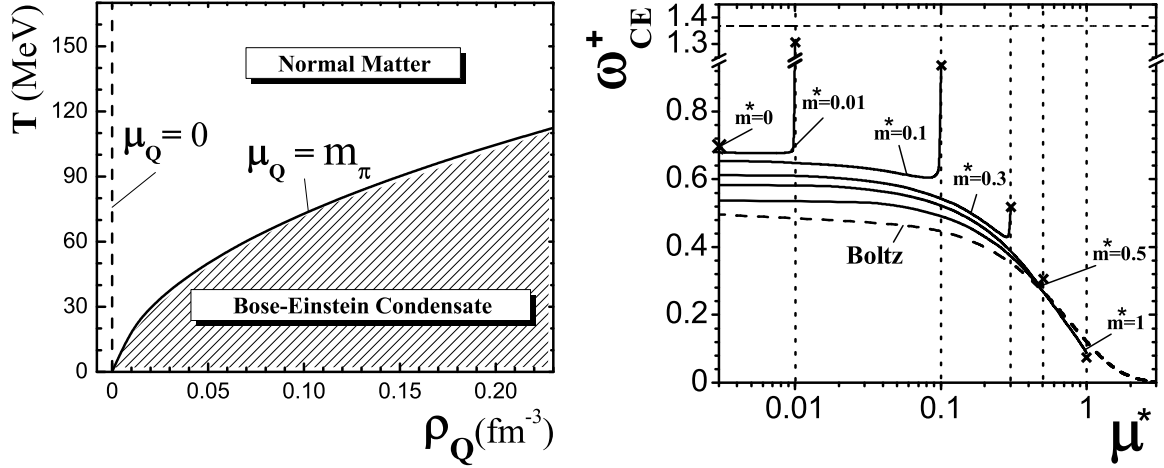 T (MeV)
150
120
90
60
30
0
Normal Matter
μQ = 0
μQ = mπ
Bose-Einstein Condensate
0 0.05 0.10 0.15 0.20
ρQ(fm-3)
ω+CE
1.4
1.3
0.8
0.6
0.4
0.2
0
m*=0
m*=0.01
m*=0.1
m*=0.3
Boltz
m*=0.5
m*=1
0.01 0.1 1
μ*